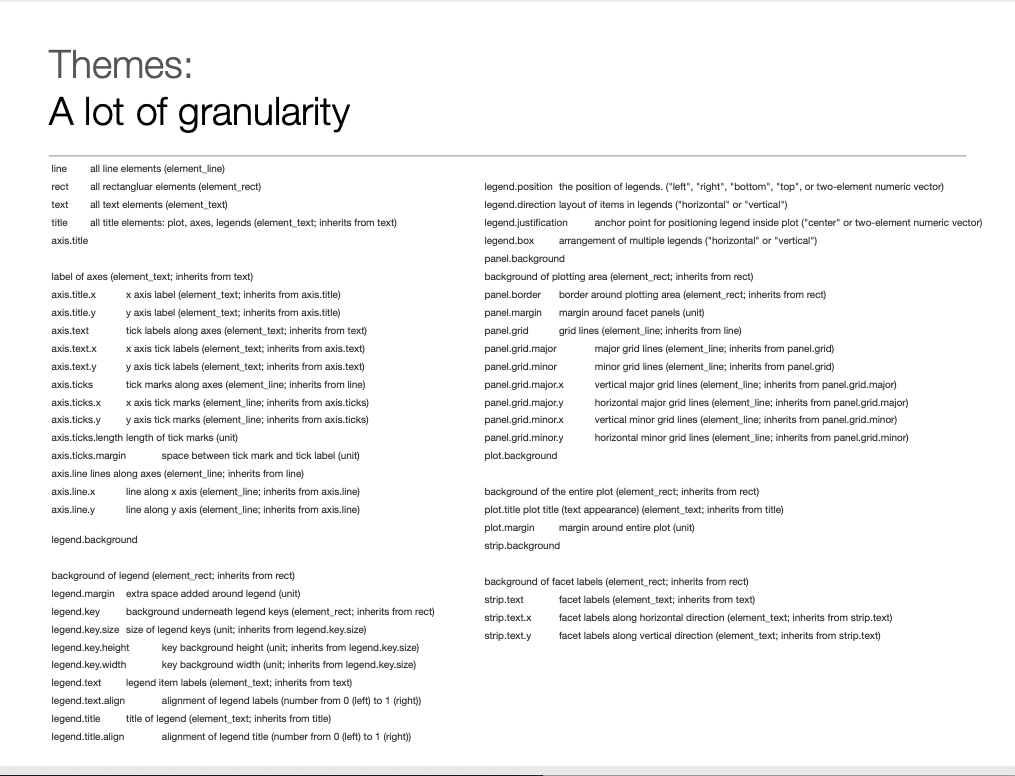 Themes:
A lot of granularity
line all line elements (element_line)
rect all rectangluar elements (element_rect)
text all text elements (element_text)
title all title elements: plot, axes, legends (element_text; inherits from text)
axis.title
label of axes (element_text; inherits from text)
axis.title.x x axis label (element_text; inherits from axis.title)
axis.title.y y axis label (element_text; inherits from axis.title)
axis.text tick labels along axes (element_text; inherits from text)
axis.text.x x axis tick labels (element_text; inherits from axis.text)
axis.text.y y axis tick labels (element_text; inherits from axis.text)
axis.ticks tick marks along axes (element_line; inherits from line)
axis.ticks.x x axis tick marks (element_line; inherits from axis.ticks)
axis.ticks.y y axis tick marks (element_line; inherits from axis.ticks)
axis.ticks.length length of tick marks (unit)
axis.ticks.margin space between tick mark and tick label (unit)
axis.line lines along axes (element_line; inherits from line)
axis.line.x line along x axis (element_line; inherits from axis.line)
axis.line.y line along y axis (element_line; inherits from axis.line)
legend.background
background of legend (element_rect; inherits from rect)
legend.margin extra space added around legend (unit)
legend.key background underneath legend keys (element_rect; inherits from rect)
legend.key.size size of legend keys (unit; inherits from legend.key.size)
legend.key.height key background height (unit; inherits from legend.key.size)
legend.key.width key background width (unit; inherits from legend.key.size)
legend.text legend item labels (element_text; inherits from text)
legend.text.align alignment of legend labels (number from 0 (left) to 1 (right))
legend.title title of legend (element_text; inherits from title)
legend.title.align alignment of legend title (number from 0 (left) to 1 (right))
legend.position the position of legends. ("left", "right", "bottom", "top", or two-element numeric vector)
legend.direction layout of items in legends ("horizontal" or "vertical")
legend.justification anchor point for positioning legend inside plot ("center" or two-element numeric vector)
legend.box arrangement of multiple legends ("horizontal" or "vertical")
panel.background
background of plotting area (element_rect; inherits from rect)
panel.border border around plotting area (element_rect; inherits from rect)
panel.margin margin around facet panels (unit)
panel.grid grid lines (element_line; inherits from line)
panel.grid.major major grid lines (element_line; inherits from panel.grid)
panel.grid.minor minor grid lines (element_line; inherits from panel.grid)
panel.grid.major.x vertical major grid lines (element_line; inherits from panel.grid.major)
panel.grid.major.y horizontal major grid lines (element_line; inherits from panel.grid.major)
panel.grid.minor.x vertical minor grid lines (element_line; inherits from panel.grid.minor)
panel.grid.minor.y horizontal minor grid lines (element_line; inherits from panel.grid.minor)
plot.background
background of the entire plot (element_rect; inherits from rect)
plot.title plot title (text appearance) (element_text; inherits from title)
plot.margin margin around entire plot (unit)
strip.background
background of facet labels (element_rect; inherits from rect)
strip.text facet labels (element_text; inherits from text)
strip.text.x facet labels along horizontal direction (element_text; inherits from strip.text)
strip.text.y facet labels along vertical direction (element_text; inherits from strip.text)